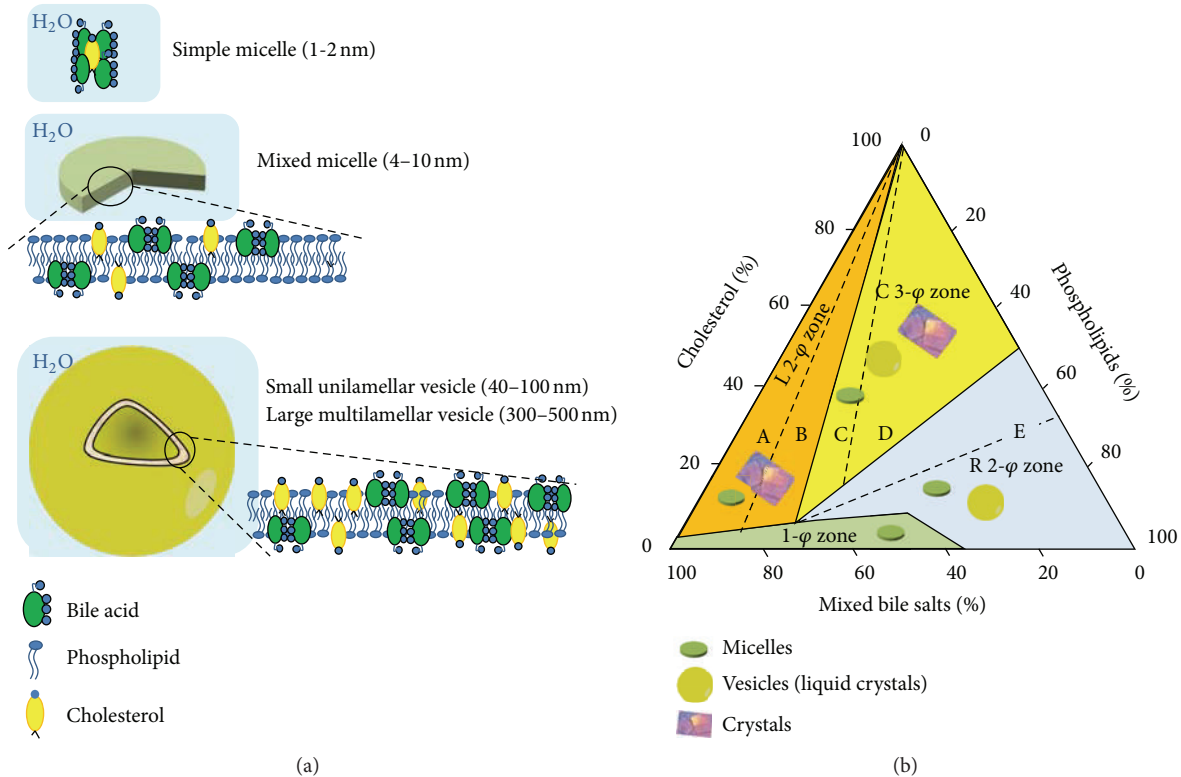 H₂O
Simple micelle (1-2 nm)
H₂O
Mixed micelle (4–10 nm)
H₂O
Small unilamellar vesicle (40–100 nm)
Large multilamellar vesicle (300–500 nm)
Bile acid
Phospholipid
Cholesterol
(a)
100
0
80
20
60
40
40
60
20
80
0
100
Cholesterol (%)
Phospholipids (%)
L 2-φ zone
C 3-φ zone
A
B
C
D
E
R 2-φ zone
1-φ zone
100
80
60
40
20
0
Mixed bile salts (%)
Micelles
Vesicles (liquid crystals)
Crystals
(b)